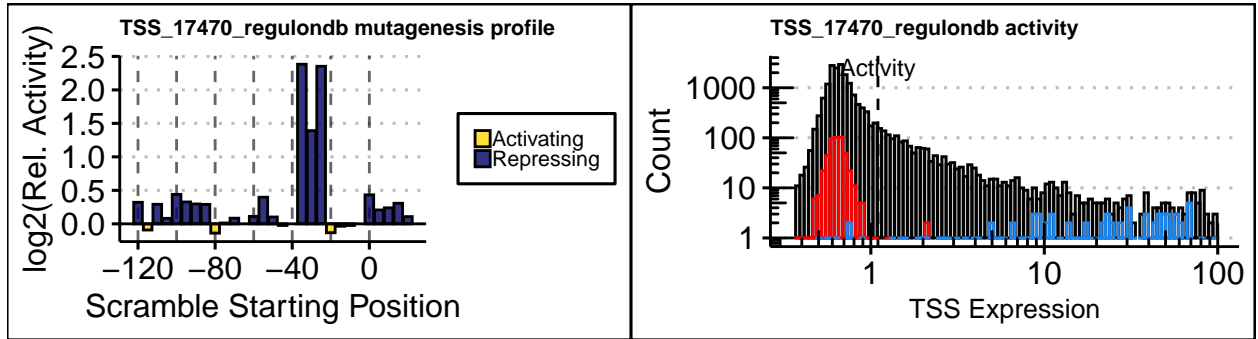 TSS_17470_regulondb mutagenesis profile
log2(Rel. Activity)
2.5
2.0
1.5
1.0
0.5
0.0
−120
−80
−40
0
Scramble Starting Position
Activating
Repressing
TSS_17470_regulondb activity
Activity
Count
1000
100
10
1
1
10
100
TSS Expression